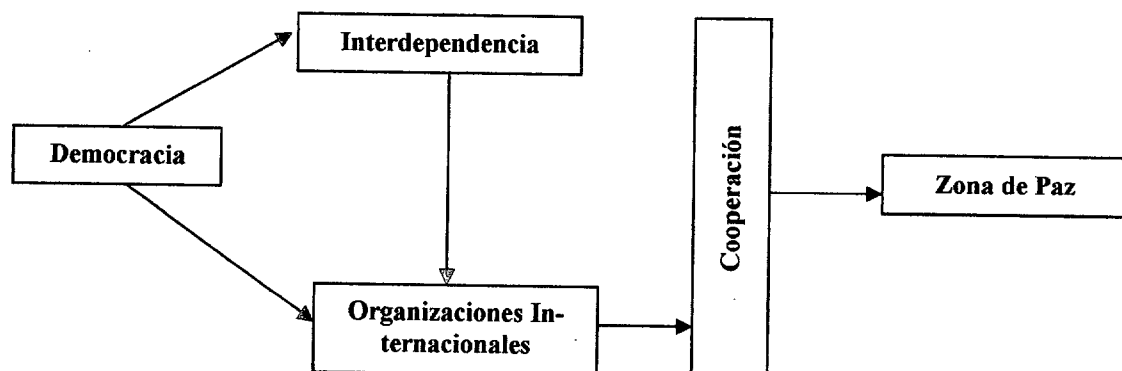 Interdependencia
Democracia
Cooperación
Zona de Paz
Organizaciones In-
ternacionales